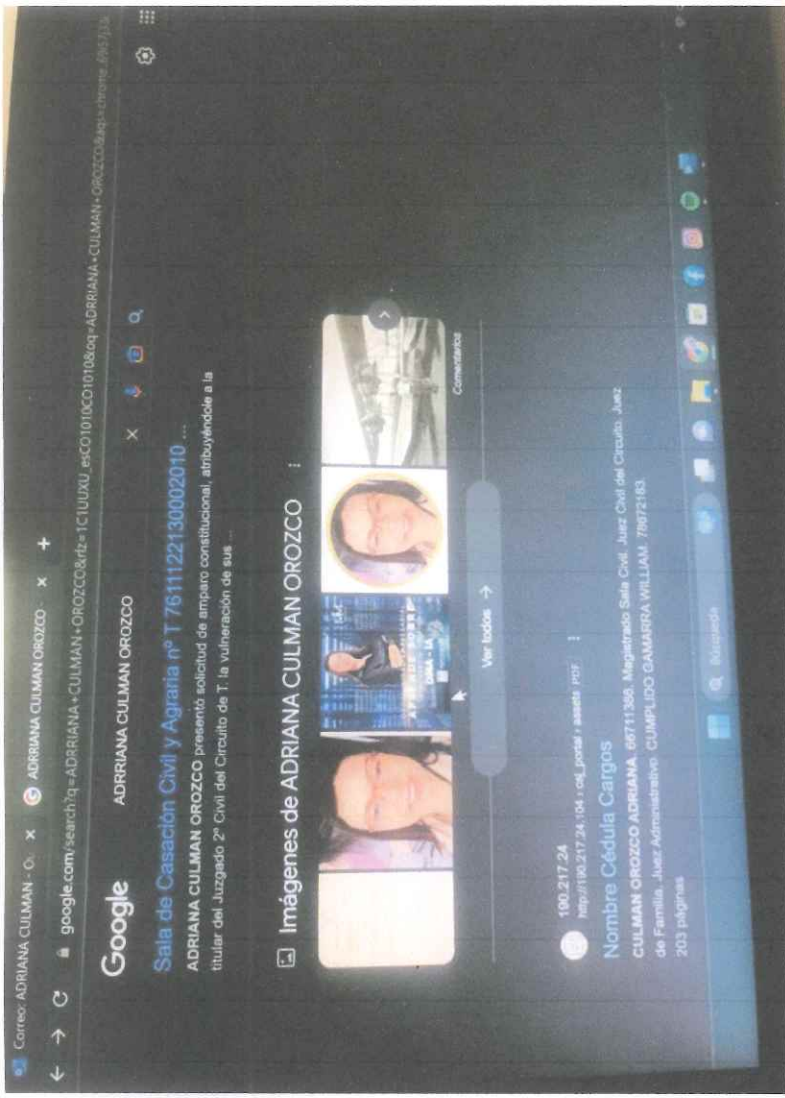 Correo: ADRIANA CULMAN - Ou
ADRRIANA CULMAN OROZCO -
google.com/search?q=ADRRIANA+CULMAN+OROZCO&rlz=1C1UUXU_esCO1010CO1010&oq=ADRRIANA+CULMAN+OROZCO&aqs=chrome..69i57j3
Google
ADRRIANA CULMAN OROZCO
Sala de Casación Civil y Agraria nº T 7611122130002010 ...
ADRIANA CULMAN OROZCO presentó solicitud de amparo constitucional, atribuyéndole a la
titular del Juzgado 2º Civil del Circuito de T. la vulneración de sus ...
Imágenes de ADRIANA CULMAN OROZCO
Comentarios
Ver todos →
190.217.24
http://190.217.24.104 › csj_portal › assets PDF
Nombre Cédula Cargos
CULMAN OROZCO ADRIANA. 66711386. Magistrado Sala Civil. Juez Civil del Circuito. Juez
de Familia. Juez Administrativo. CUMPLIDO GAMARRA WILLIAM. 78672163.
203 páginas
Búsqueda